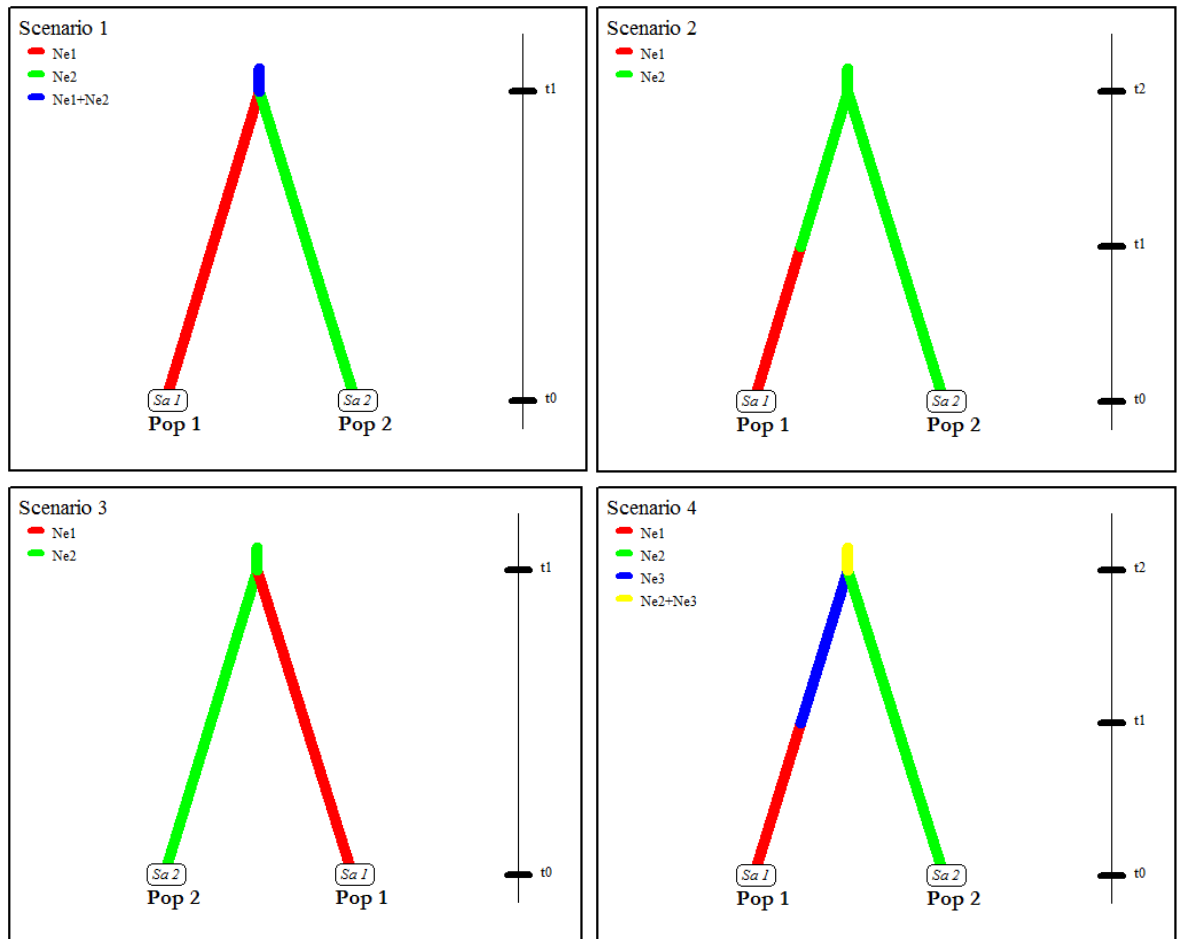 Scenario 1
Ne1
Ne2
Ne1+Ne2
t1
Sa 1
Sa 2
t0
Pop 1
Pop 2
Scenario 2
Ne1
Ne2
t2
t1
Sa 1
Sa 2
t0
Pop 1
Pop 2
Scenario 3
Ne1
Ne2
t1
Sa 2
Sa 1
t0
Pop 2
Pop 1
Scenario 4
Ne1
Ne2
Ne3
Ne2+Ne3
t2
t1
Sa 1
Sa 2
t0
Pop 1
Pop 2